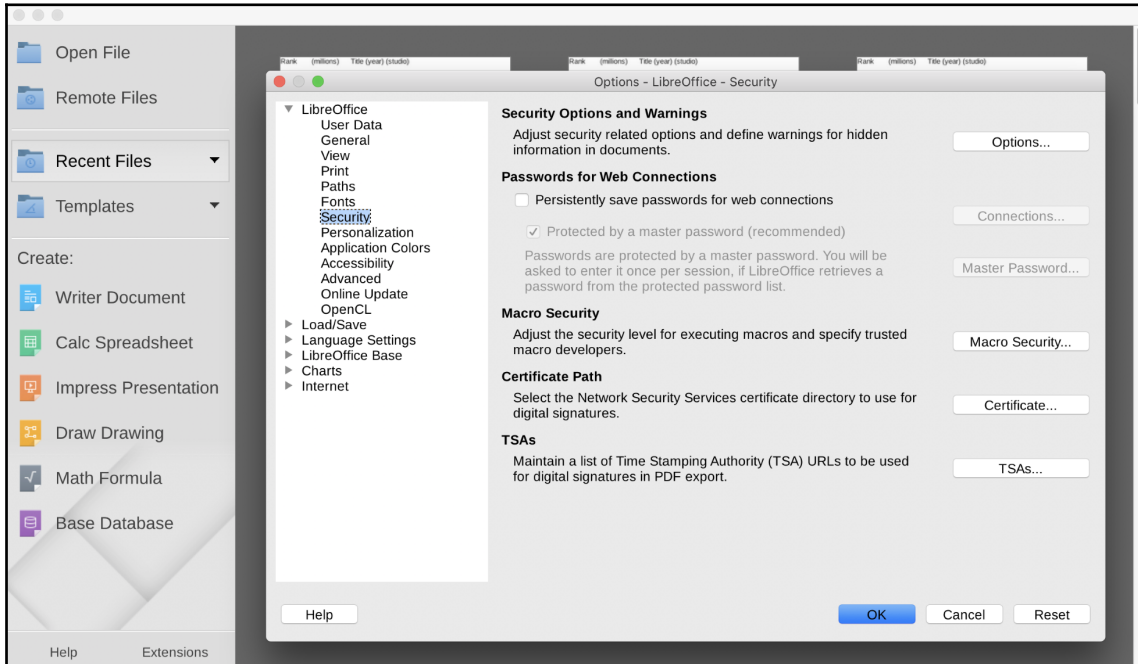 Open File
Remote Files
Recent Files
Templates
Create:
Writer Document
Calc Spreadsheet
Impress Presentation
Draw Drawing
Math Formula
Base Database
Help Extensions
Rank (millions) Title (year) (studio) Rank (millions) Title (year) (studio) Rank (millions) Title (year) (studio)
Options - LibreOffice - Security
LibreOffice
User Data
General
View
Print
Paths
Fonts
Security
Personalization
Application Colors
Accessibility
Advanced
Online Update
OpenCL
Load/Save
Language Settings
LibreOffice Base
Charts
Internet
Security Options and Warnings
Adjust security related options and define warnings for hidden
information in documents.
Options...
Passwords for Web Connections
Persistently save passwords for web connections
Connections...
Protected by a master password (recommended)
Passwords are protected by a master password. You will be
asked to enter it once per session, if LibreOffice retrieves a
password from the protected password list.
Master Password...
Macro Security
Adjust the security level for executing macros and specify trusted
macro developers.
Macro Security...
Certificate Path
Select the Network Security Services certificate directory to use for
digital signatures.
Certificate...
TSAs
Maintain a list of Time Stamping Authority (TSA) URLs to be used
for digital signatures in PDF export.
TSAs...
Help OK Cancel Reset